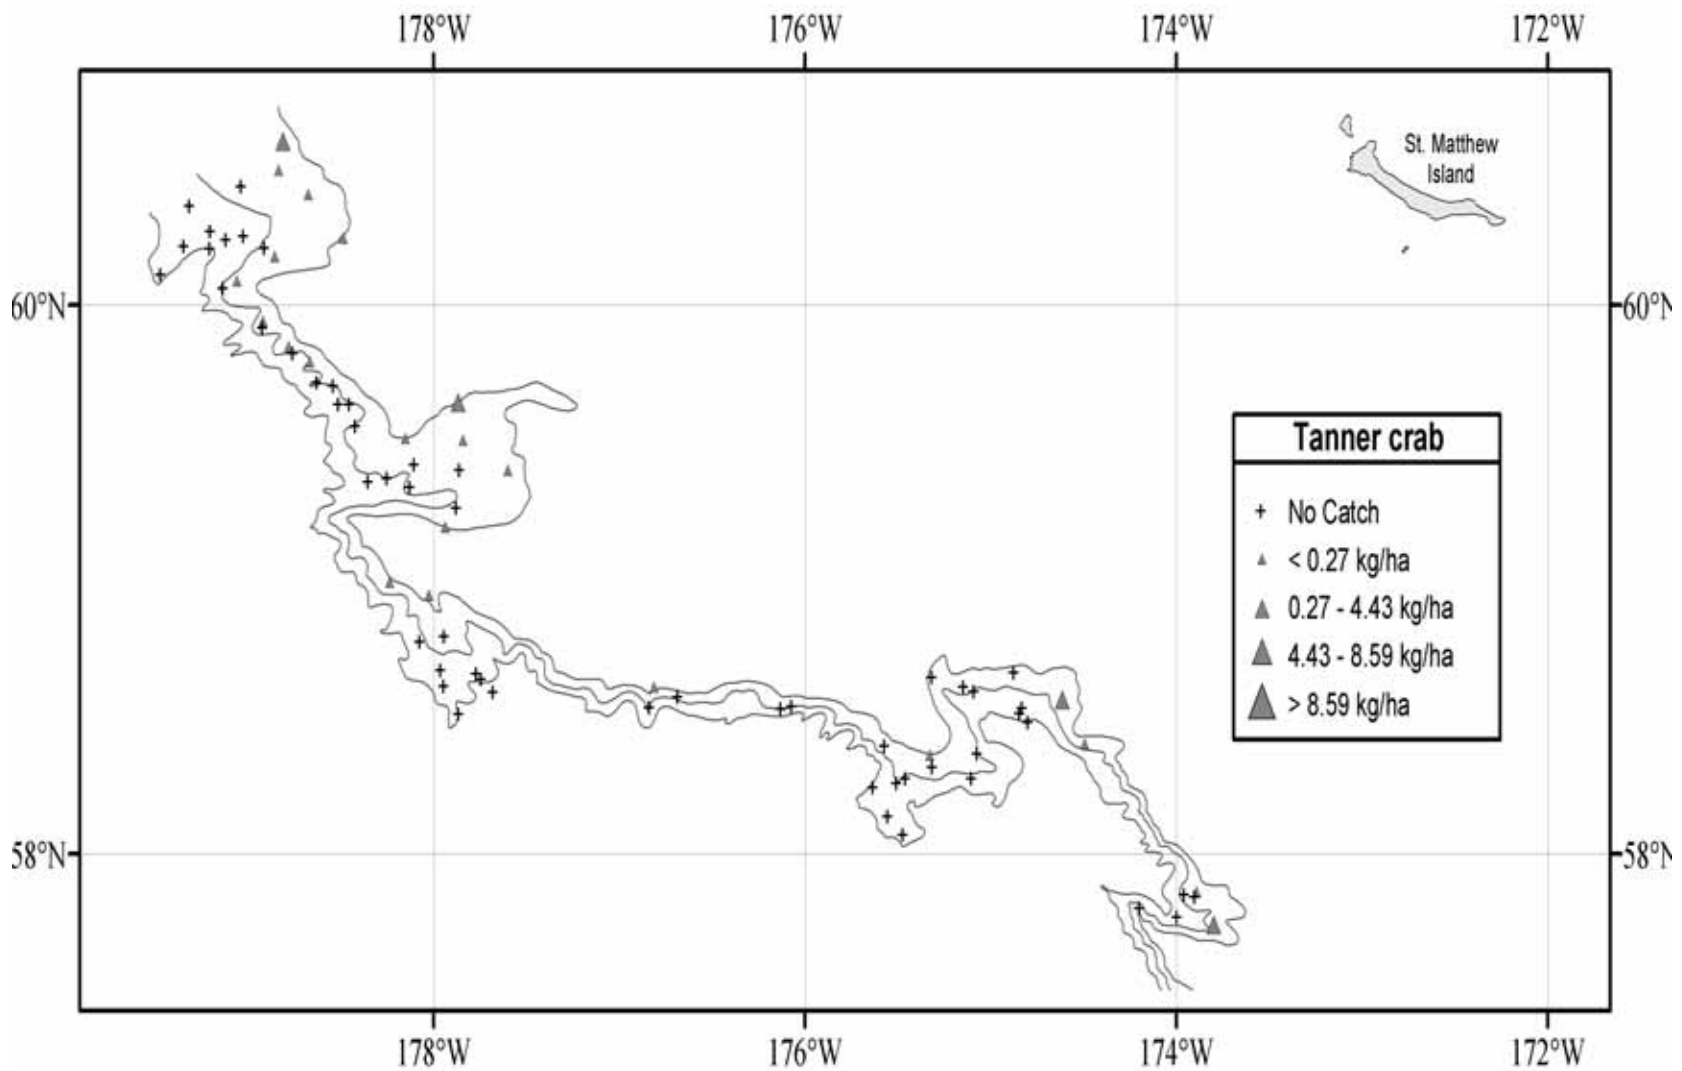 178°W 176°W 174°W 172°W
St. Matthew
Island
60°N 60°N
Tanner crab
No Catch
< 0.27 kg/ha
0.27 - 4.43 kg/ha
4.43 - 8.59 kg/ha
> 8.59 kg/ha
58°N 58°N
178°W 176°W 174°W 172°W